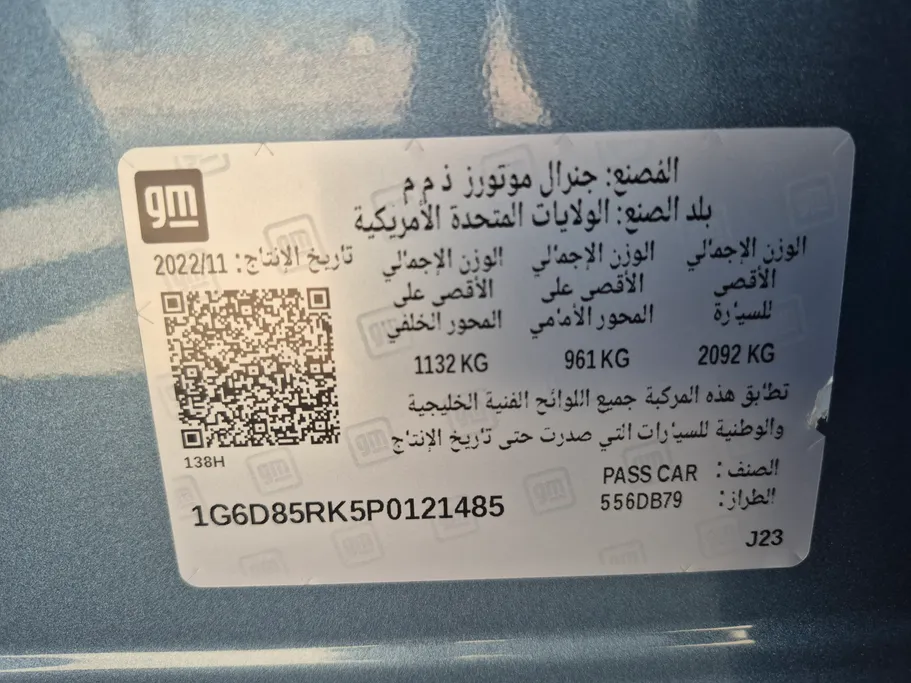 gm
المُصنع: جنرال موتورز ذ م م
بلد الصنع: الولايات المتحدة الأمريكية
تاريخ الإنتاج: 2022/11
الوزن الإجمالي الأقصى للسيارة
2092 KG
الوزن الإجمالي الأقصى على المحور الأمامي
961 KG
الوزن الإجمالي الأقصى على المحور الخلفي
1132 KG
تطابق هذه المركبة جميع اللوائح الفنية الخليجية
والوطنية للسيارات التي صدرت حتى تاريخ الإنتاج
138H
الصنف: PASS CAR
الطراز: 556DB79
1G6D85RK5P0121485
J23